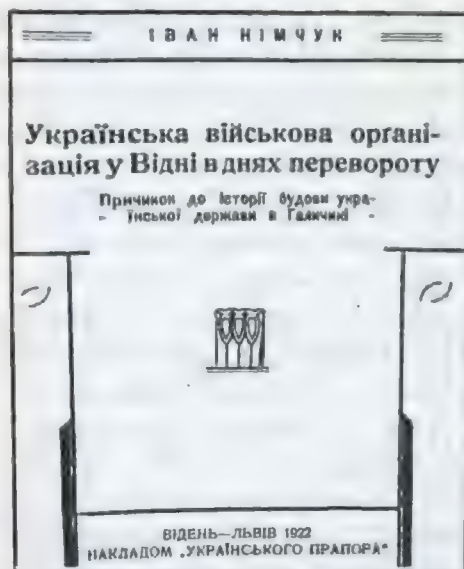 ІВАН НІМЧУК
Українська військова орґані-
зація у Відні в днях перевороту
Причинок до історії будови укра-
- їнської держави в Галичині -
ВІДЕНЬ—ЛЬВІВ 1922
НАКЛАДОМ „УКРАЇНСЬКОГО ПРАПОРА"